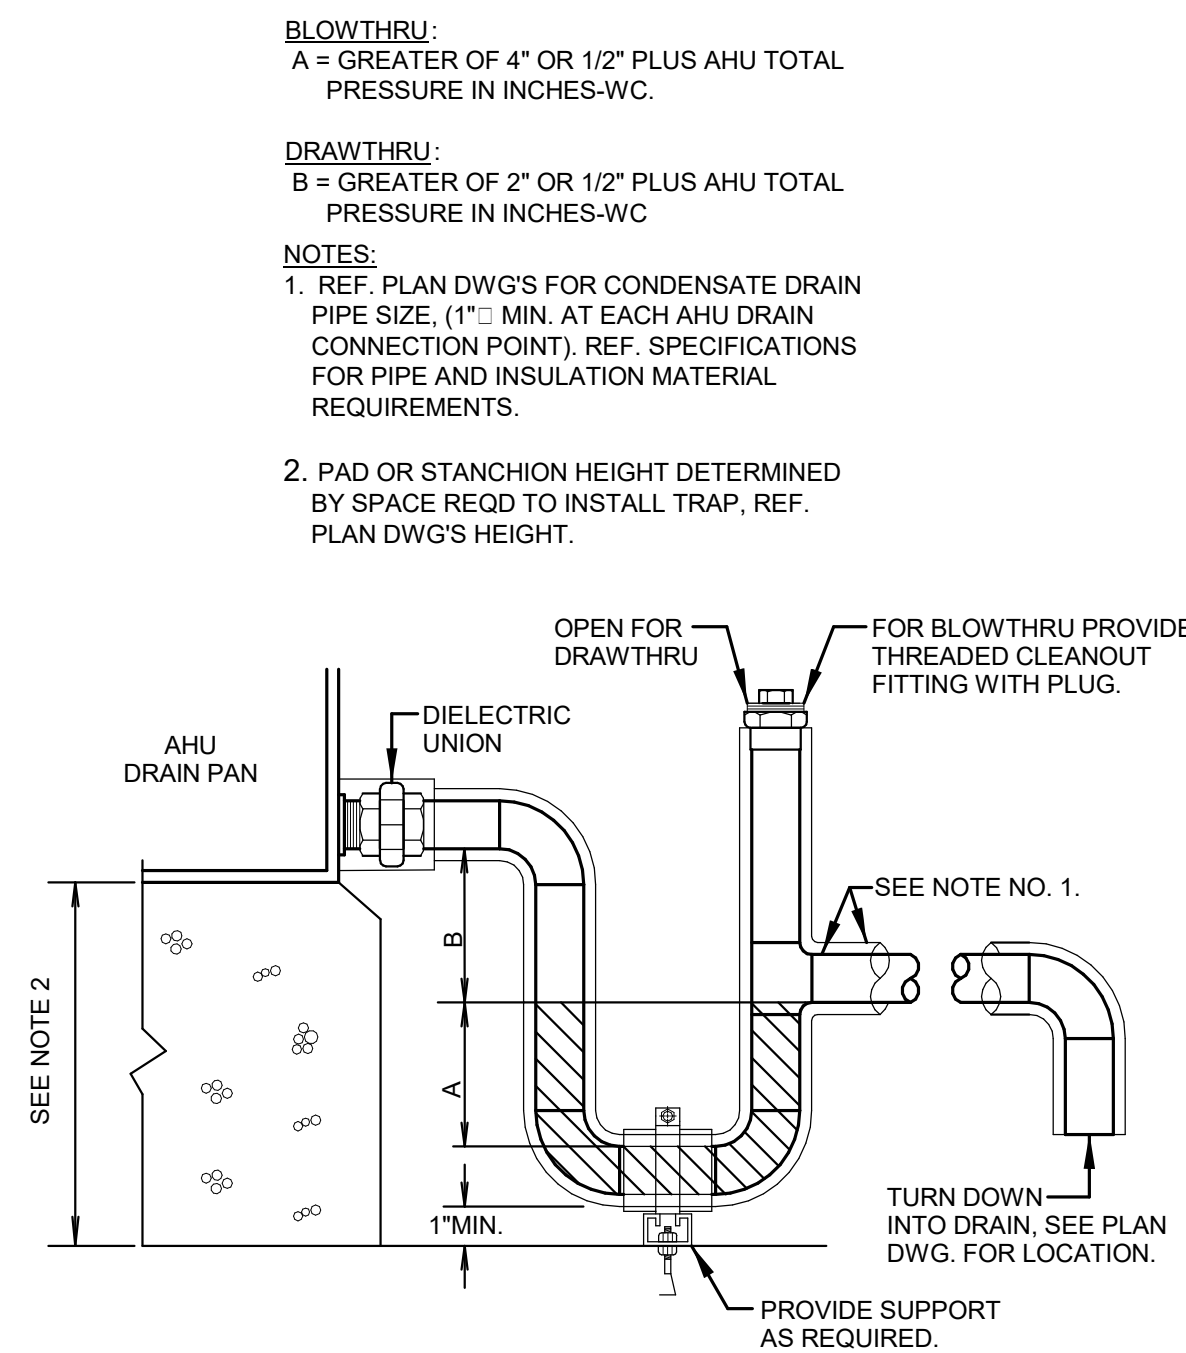 BLOWTHRU:
A = GREATER OF 4" OR 1/2" PLUS AHU TOTAL
PRESSURE IN INCHES-WC.
DRAWTHRU:
B = GREATER OF 2" OR 1/2" PLUS AHU TOTAL
PRESSURE IN INCHES-WC
NOTES:
1. REF. PLAN DWG'S FOR CONDENSATE DRAIN
PIPE SIZE, (1"□ MIN. AT EACH AHU DRAIN
CONNECTION POINT). REF. SPECIFICATIONS
FOR PIPE AND INSULATION MATERIAL
REQUIREMENTS.
2. PAD OR STANCHION HEIGHT DETERMINED
BY SPACE REQD TO INSTALL TRAP, REF.
PLAN DWG'S HEIGHT.
OPEN FOR
DRAWTHRU
FOR BLOWTHRU PROVIDE
THREADED CLEANOUT
FITTING WITH PLUG.
DIELECTRIC
UNION
AHU
DRAIN PAN
SEE NOTE NO. 1.
B
SEE NOTE 2
A
1"MIN.
TURN DOWN
INTO DRAIN, SEE PLAN
DWG. FOR LOCATION.
PROVIDE SUPPORT
AS REQUIRED.